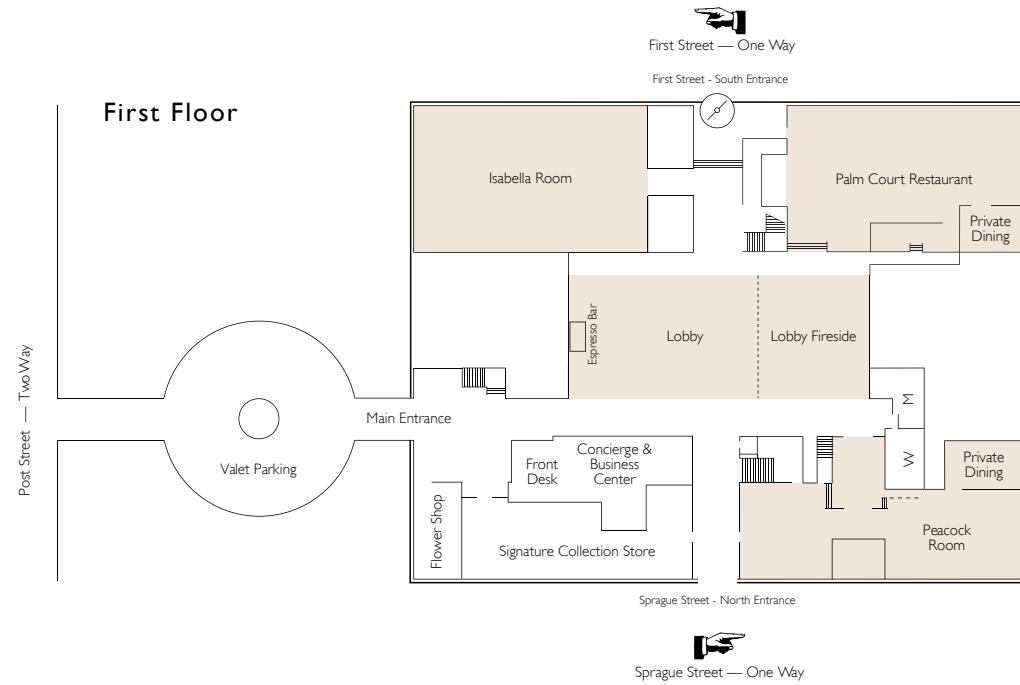 First Street — One Way
First Street - South Entrance
First Floor
Isabella Room
Palm Court Restaurant
Private
Dining
Espresso Bar
Lobby
Lobby Fireside
Post Street — Two Way
Main Entrance
M
W
Valet Parking
Front
Desk
Concierge &
Business
Center
Private
Dining
Flower Shop
Signature Collection Store
Peacock
Room
Sprague Street - North Entrance
Sprague Street — One Way